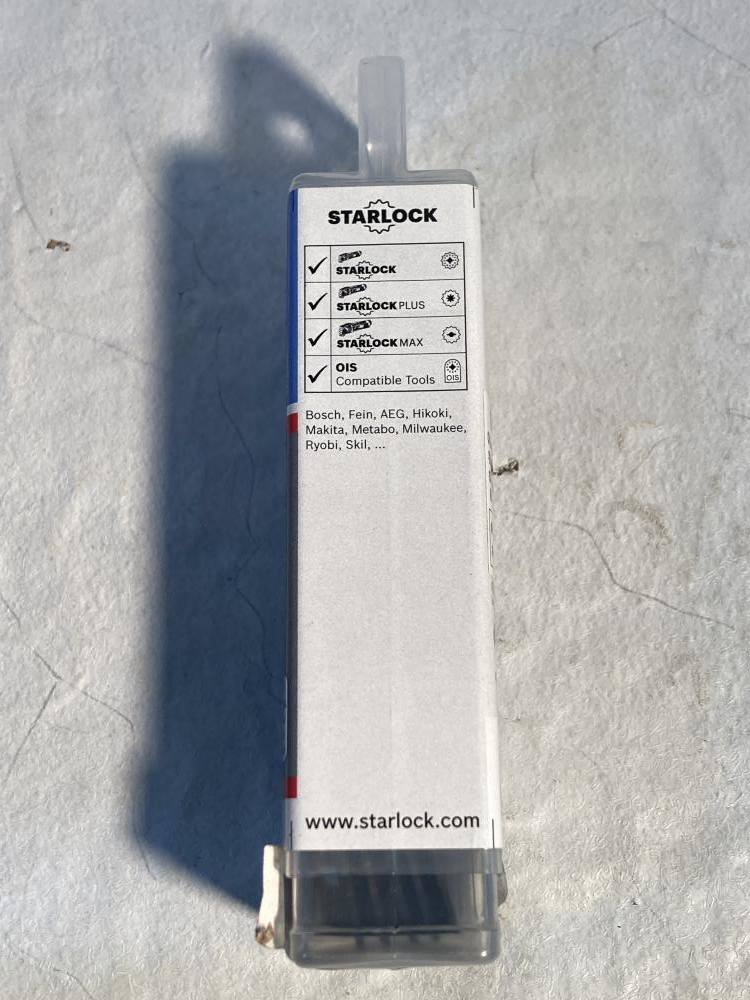 STARLOCK
STARLOCK
STARLOCK PLUS
STARLOCK MAX
OIS
Compatible Tools
OIS
Bosch, Fein, AEG, Hikoki,
Makita, Metabo, Milwaukee,
Ryobi, Skil, ...
www.starlock.com